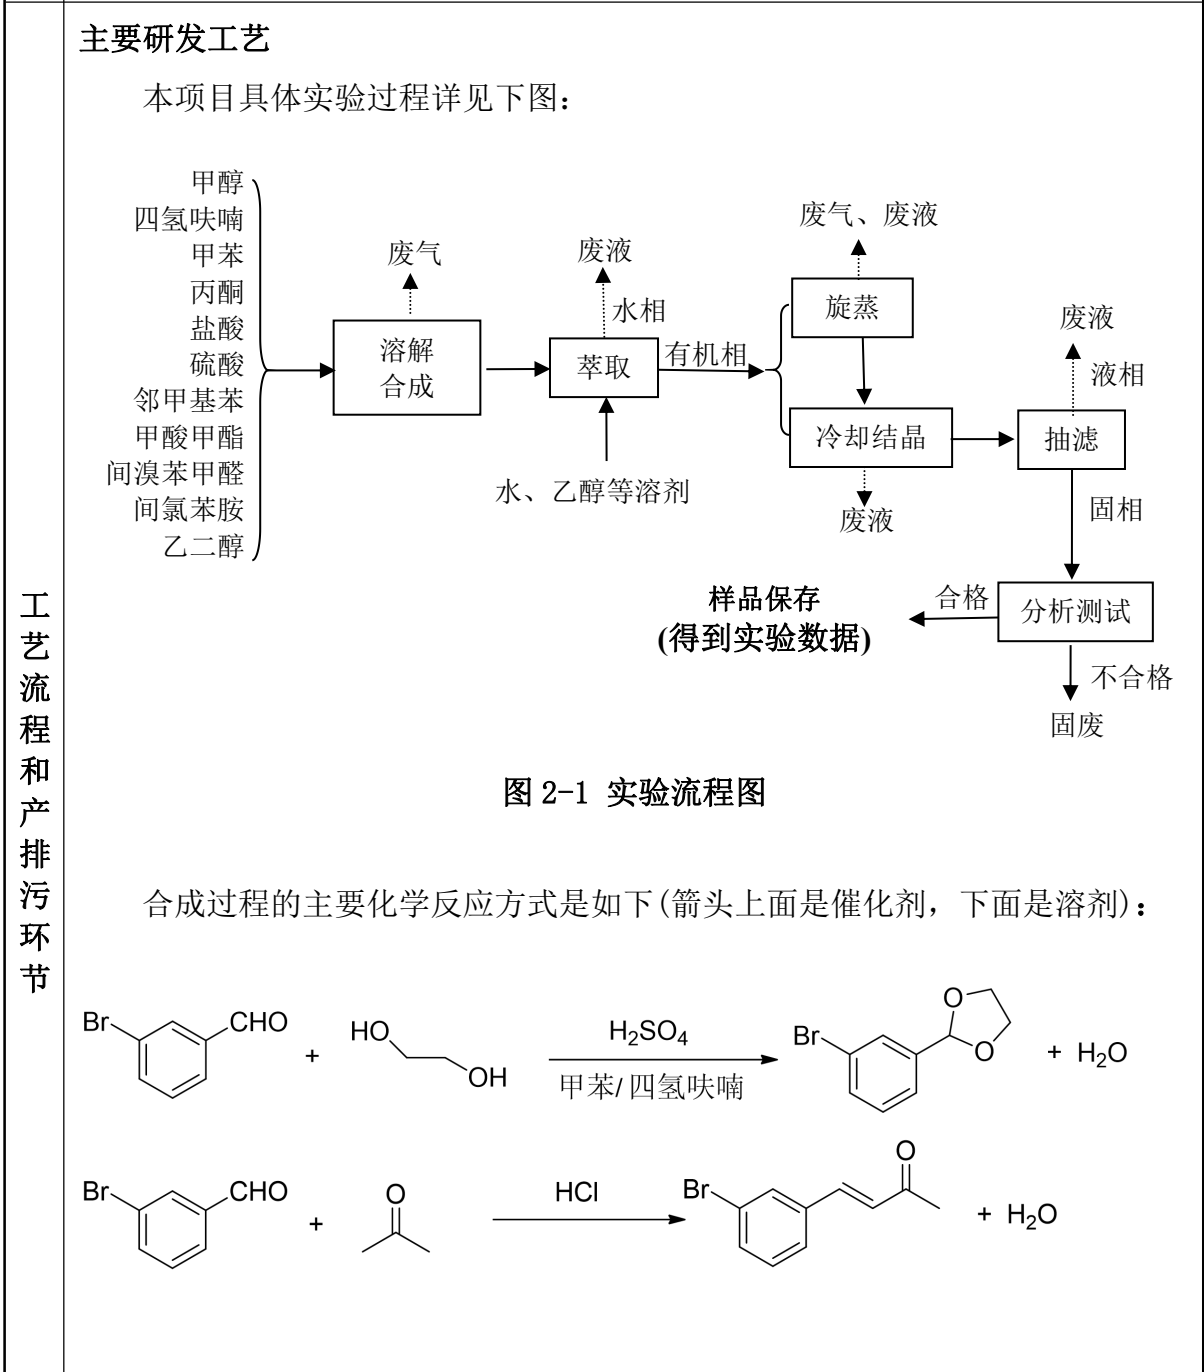 主要研发工艺
本项目具体实验过程详见下图：
甲醇
四氢呋喃
甲苯
丙酮
盐酸
硫酸
邻甲基苯
甲酸甲酯
间溴苯甲醛
间氯苯胺
乙二醇
废气
溶解
合成
废液
水相
萃取
水、乙醇等溶剂
有机相
废气、废液
旋蒸
冷却结晶
废液
废液
液相
抽滤
固相
分析测试
合格
样品保存
(得到实验数据)
不合格
固废
图 2-1 实验流程图
工艺流程和产排污环节
合成过程的主要化学反应方式是如下(箭头上面是催化剂，下面是溶剂)：
Br CHO + HO OH H₂SO₄ 甲苯/四氢呋喃 Br O O + H₂O
Br CHO + O HCl Br O + H₂O